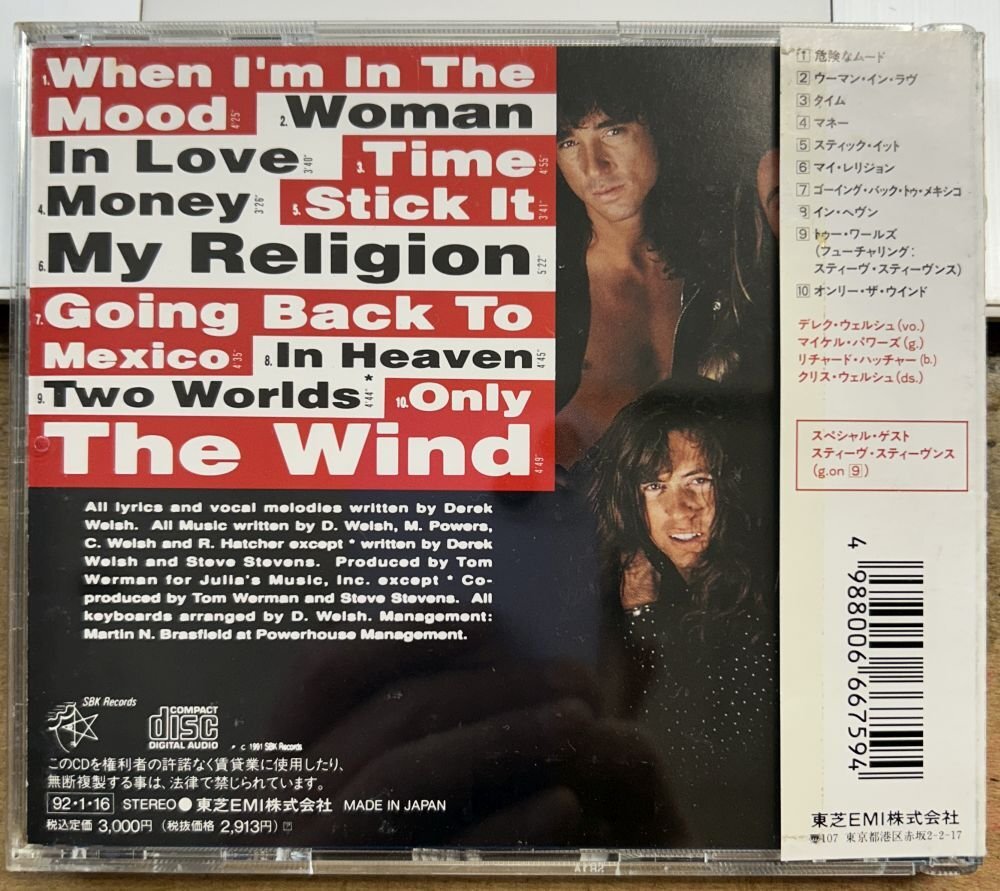 1. When I'm In The
Mood 4'25" 2. Woman
In Love 3'40" 3. Time 4'55"
4. Money 3'26" 5. Stick It 3'41"
6. My Religion 5'22"
7. Going Back To
Mexico 4'35" 8. In Heaven 4'45"
9. Two Worlds* 4'44" 10. Only
The Wind 4'49"
All lyrics and vocal melodies written by Derek
Welsh. All Music written by D. Welsh, M. Powers,
C. Welsh and R. Hatcher except * written by Derek
Welsh and Steve Stevens. Produced by Tom
Werman for Julia's Music, Inc. except * Co-
produced by Tom Werman and Steve Stevens. All
keyboards arranged by D. Welsh. Management:
Martin N. Brasfield at Powerhouse Management.
SBK Records
COMPACT
disc
DIGITAL AUDIO
c 1991 SBK Records
このCDを権利者の許諾なく賃貸業に使用したり、
無断複製する事は、法律で禁じられています。
92・1・16 STEREO● 東芝EMI株式会社 MADE IN JAPAN
税込定価 3,000円 (税抜価格 2,913円)
1 危険なムード
2 ウーマン・イン・ラヴ
3 タイム
4 マネー
5 スティック・イット
6 マイ・レリジョン
7 ゴーイング・バック・トゥ・メキシコ
8 イン・ヘヴン
9 トゥー・ワールズ
(フューチャリング:
スティーヴ・スティーヴンス)
10 オンリー・ザ・ウインド
デレク・ウェルシュ(vo.)
マイケル・パワーズ(g.)
リチャード・ハッチャー(b.)
クリス・ウェルシュ(ds.)
スペシャル・ゲスト
スティーヴ・スティーヴンス
(g.on 9)
4 988006 667594
東芝EMI株式会社
〒107 東京都港区赤坂2-2-17